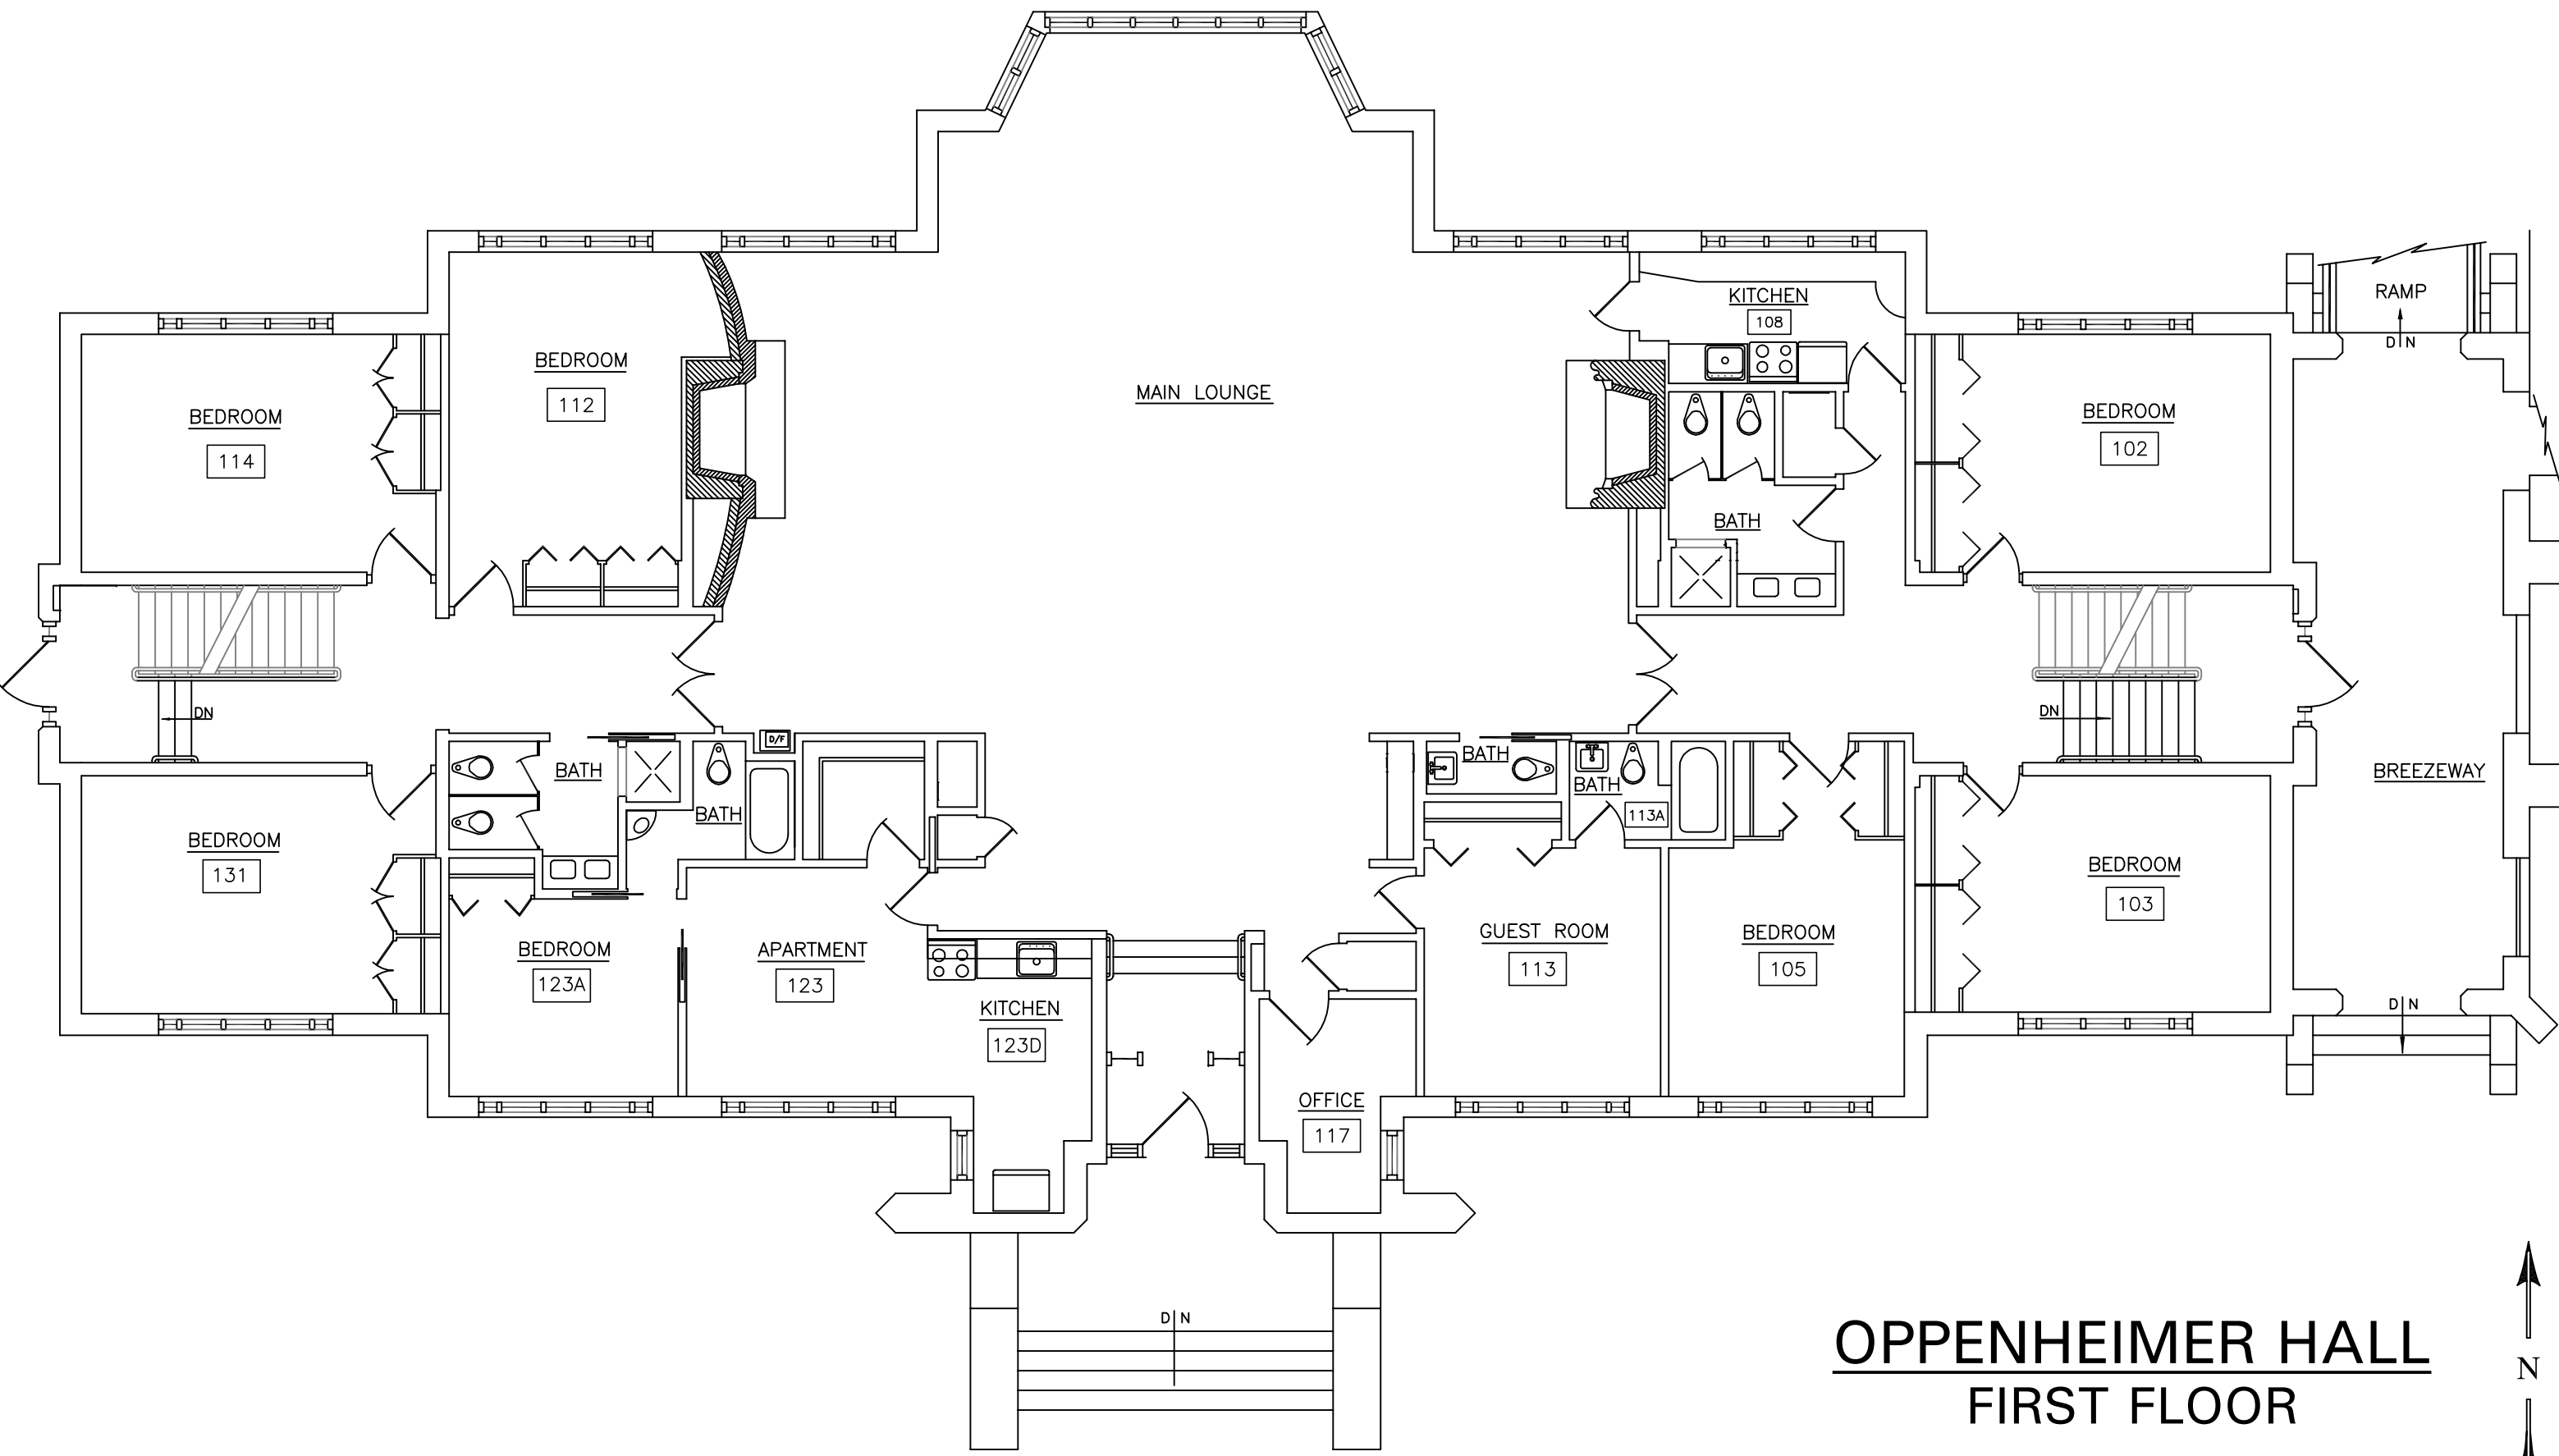 KITCHEN
108
RAMP
D N
BEDROOM
112
MAIN LOUNGE
BEDROOM
114
BEDROOM
102
BATH
DN
DN
D/F
BATH
BATH
BATH
BATH
113A
BREEZEWAY
BEDROOM
131
BEDROOM
103
BEDROOM
123A
APARTMENT
123
GUEST ROOM
113
BEDROOM
105
KITCHEN
123D
D N
OFFICE
117
D N
OPPENHEIMER HALL
FIRST FLOOR
N